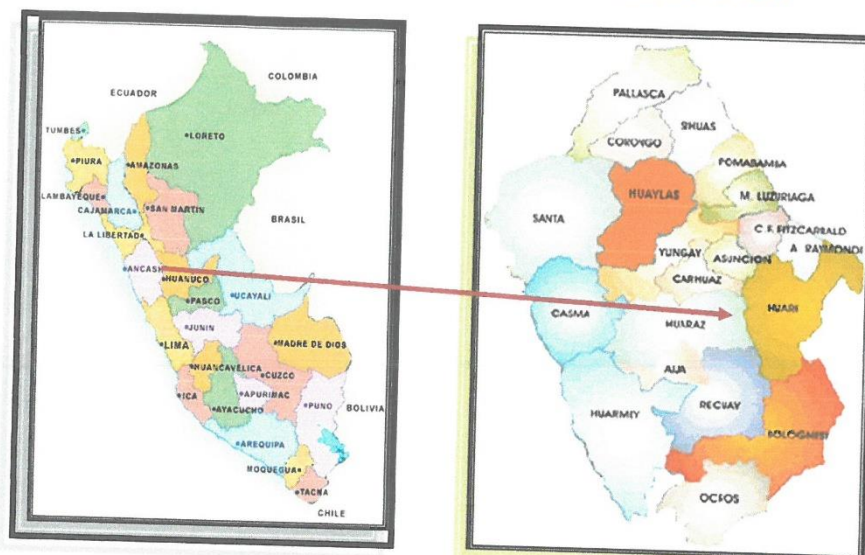 COLOMBIA
ECUADOR
TUMBES
LORETO
PIURA
AMAZONAS
LAMBAYEQUE
CAJAMARCA
SAN MARTIN
BRASIL
LA LIBERTAD
ANCASH
HUANUCO
PASCO
UCAYALI
JUNIN
LIMA
MADRE DE DIOS
HUANCAVELICA
CUZCO
ICA
APURIMAC
AYACUCHO
PUNO
BOLIVIA
AREQUIPA
MOQUEGUA
TACNA
CHILE
PALLASCA
SIHUAS
CORONGO
POMABAMBA
HUAYLAS
M. LUZURIAGA
SANTA
C.F. FITZCARRALD
A. RAYMONDI
YUNGAY
ASUNCION
CARHUAZ
CASMA
HUARI
HUARAZ
AIJA
HUARMEY
RECUAY
BOLOGNESI
OCROS